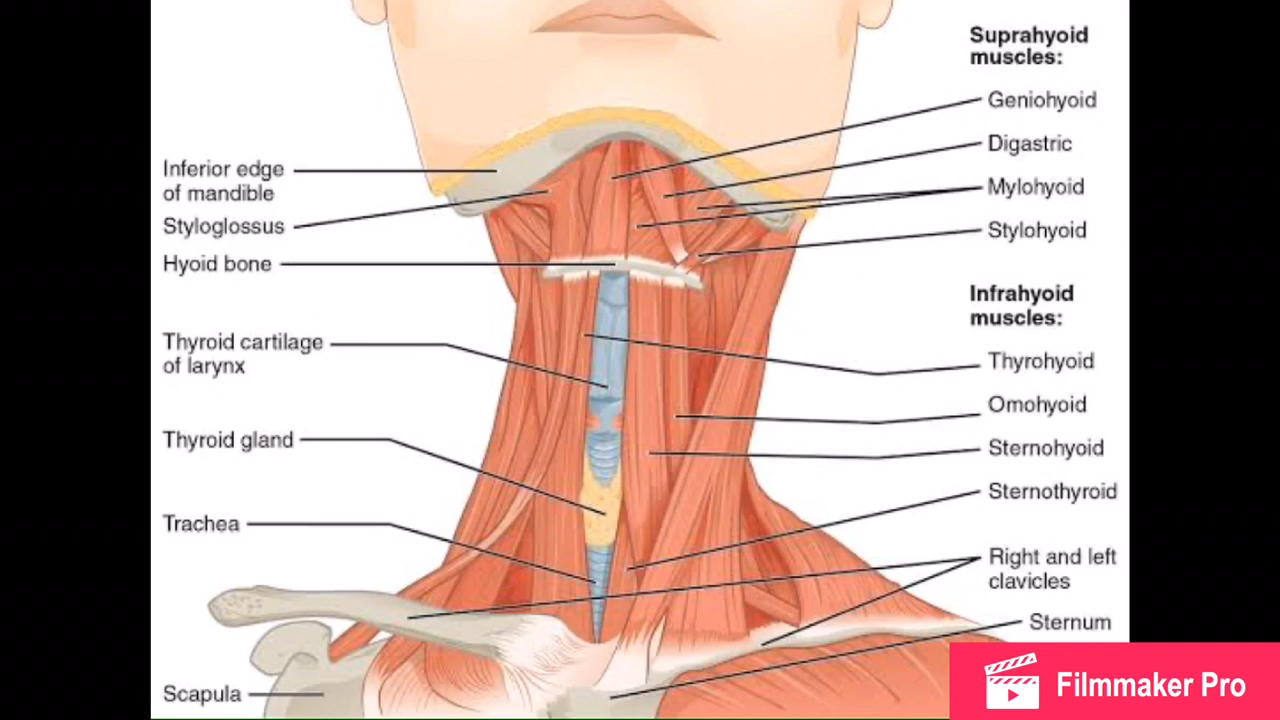 Inferior edge
of mandible
Styloglossus
Hyoid bone
Thyroid cartilage
of larynx
Thyroid gland
Trachea
Scapula
Suprahyoid
muscles:
Geniohyoid
Digastric
Mylohyoid
Stylohyoid
Infrahyoid
muscles:
Thyrohyoid
Omohyoid
Sternohyoid
Sternothyroid
Right and left
clavicles
Sternum
Filmmaker Pro